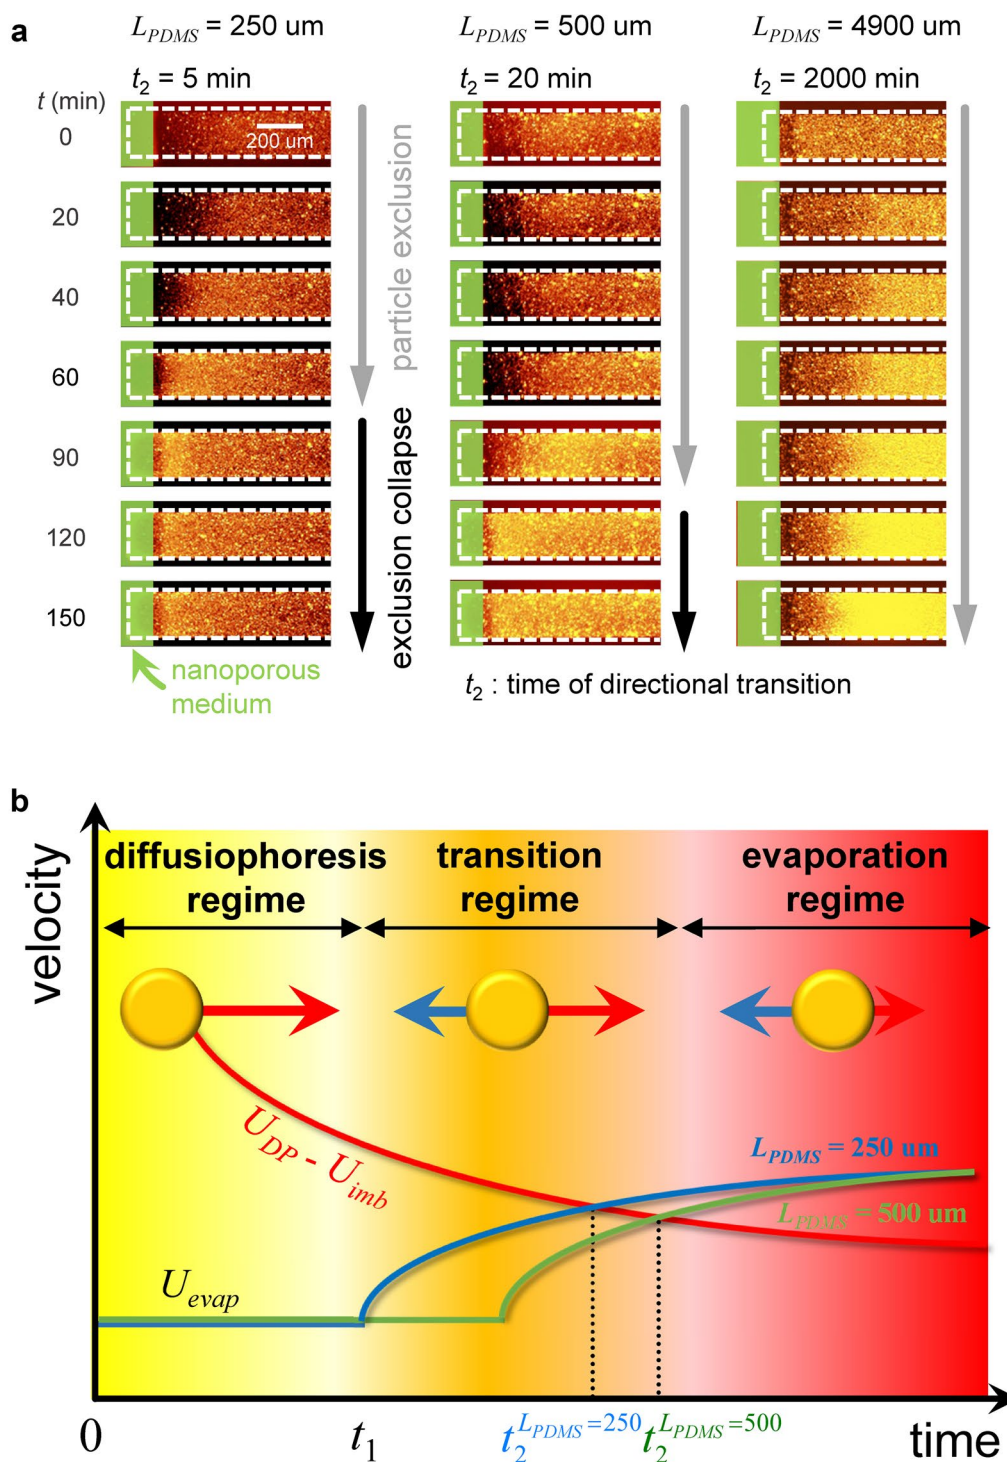 a
L_PDMS = 250 um
L_PDMS = 500 um
L_PDMS = 4900 um
t_2 = 5 min
t_2 = 20 min
t_2 = 2000 min
t (min)
0
20
40
60
90
120
150
200 um
particle exclusion
exclusion collapse
nanoporous
medium
t_2 : time of directional transition
b
velocity
diffusiophoresis
regime
transition
regime
evaporation
regime
U_DP - U_imb
L_PDMS = 250 um
L_PDMS = 500 um
U_evap
0
t_1
t_2^{L_PDMS =250}
t_2^{L_PDMS =500}
time